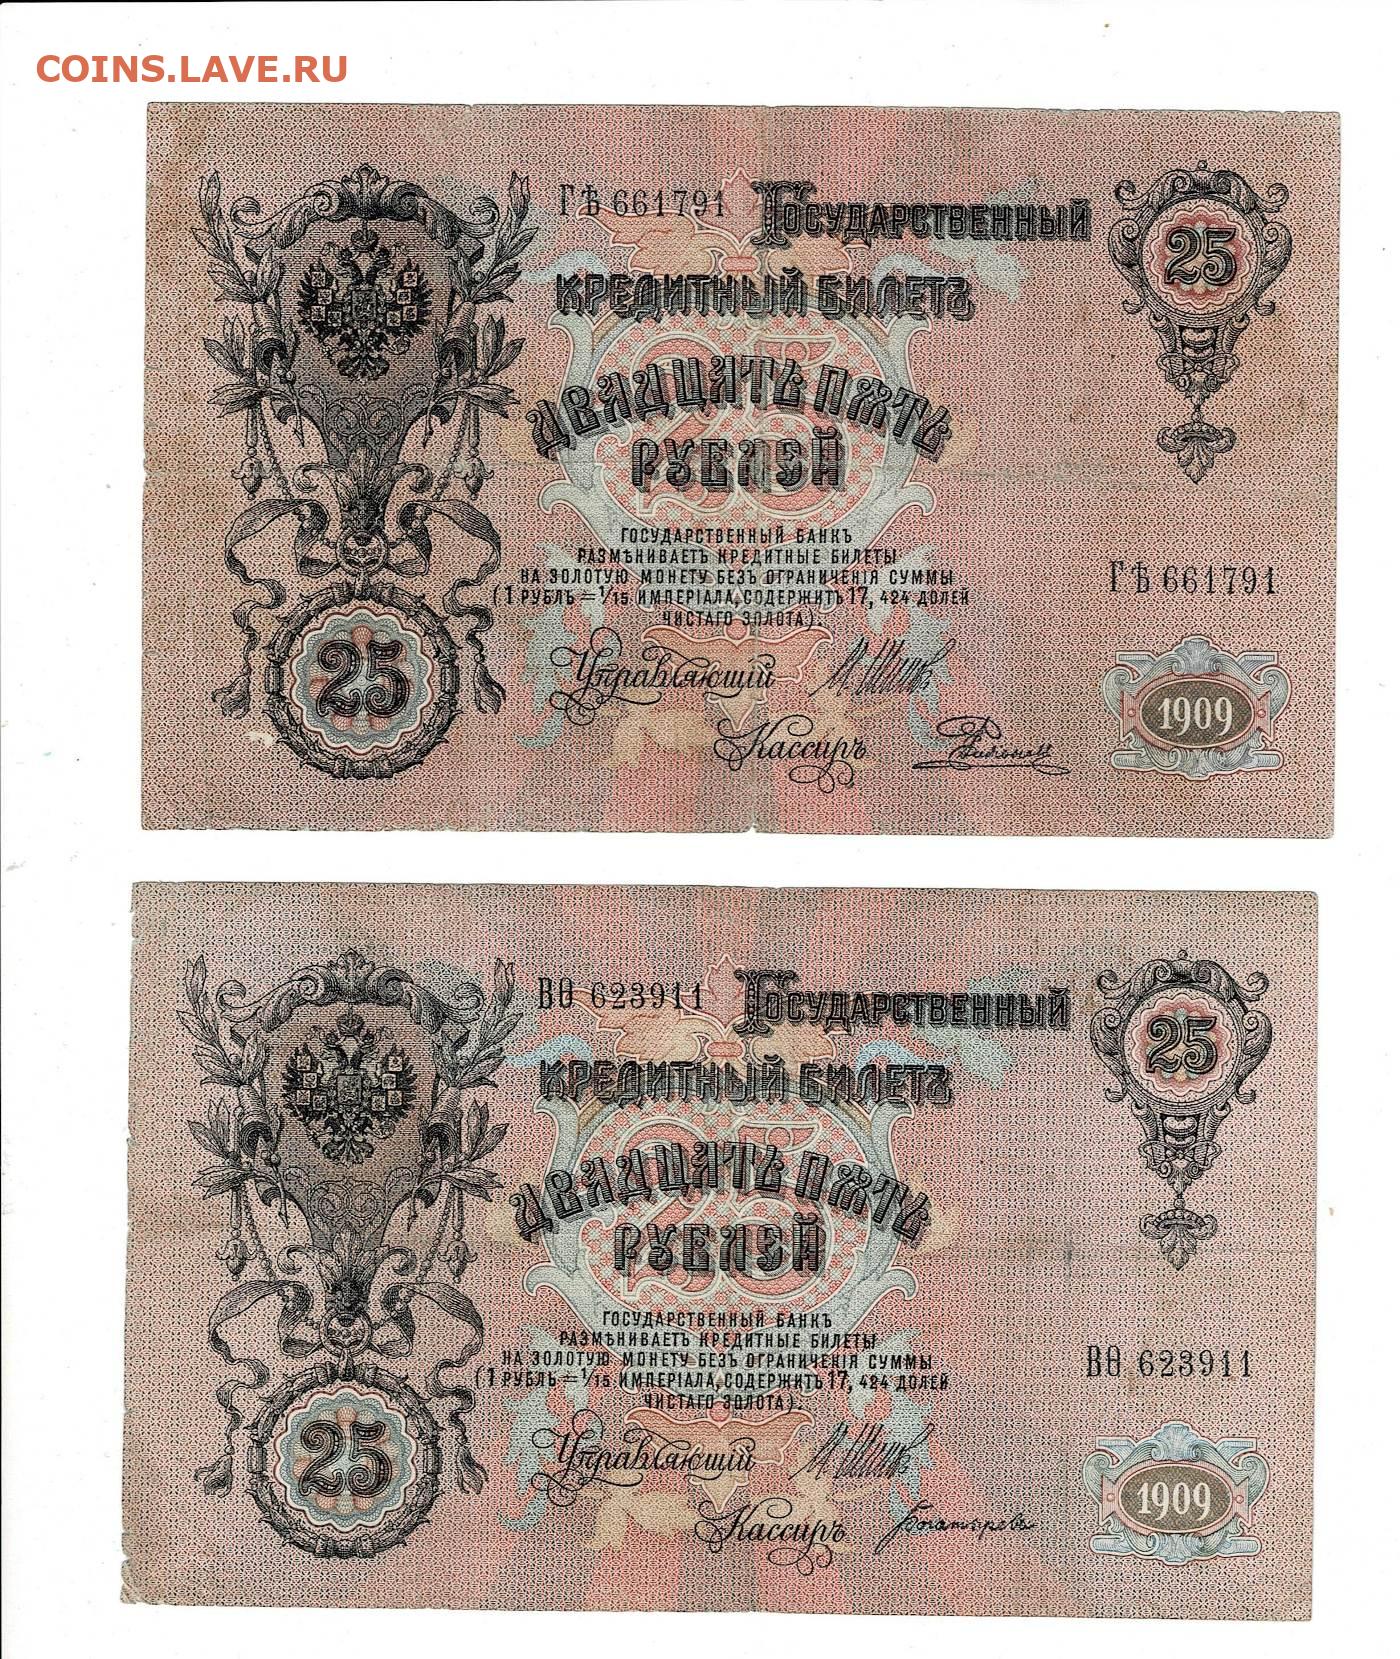 COINS.LAVE.RU
ГѢ 661791
Государственный
25
кредитный билетъ
двадцать пять
рублей
государственный банкъ
размѣниваетъ кредитные билеты
на золотую монету безъ ограниченія суммы
(1 рубль = 1/15 имперіала, содержитъ 17,424 долей
чистаго золота).
ГѢ 661791
25
Управляющій
1909
Кассиръ
ВѲ 623911
Государственный
25
кредитный билетъ
двадцать пять
рублей
государственный банкъ
размѣниваетъ кредитные билеты
на золотую монету безъ ограниченія суммы
(1 рубль = 1/15 имперіала, содержитъ 17,424 долей
чистаго золота).
ВѲ 623911
25
Управляющій
1909
Кассиръ Богатыревъ